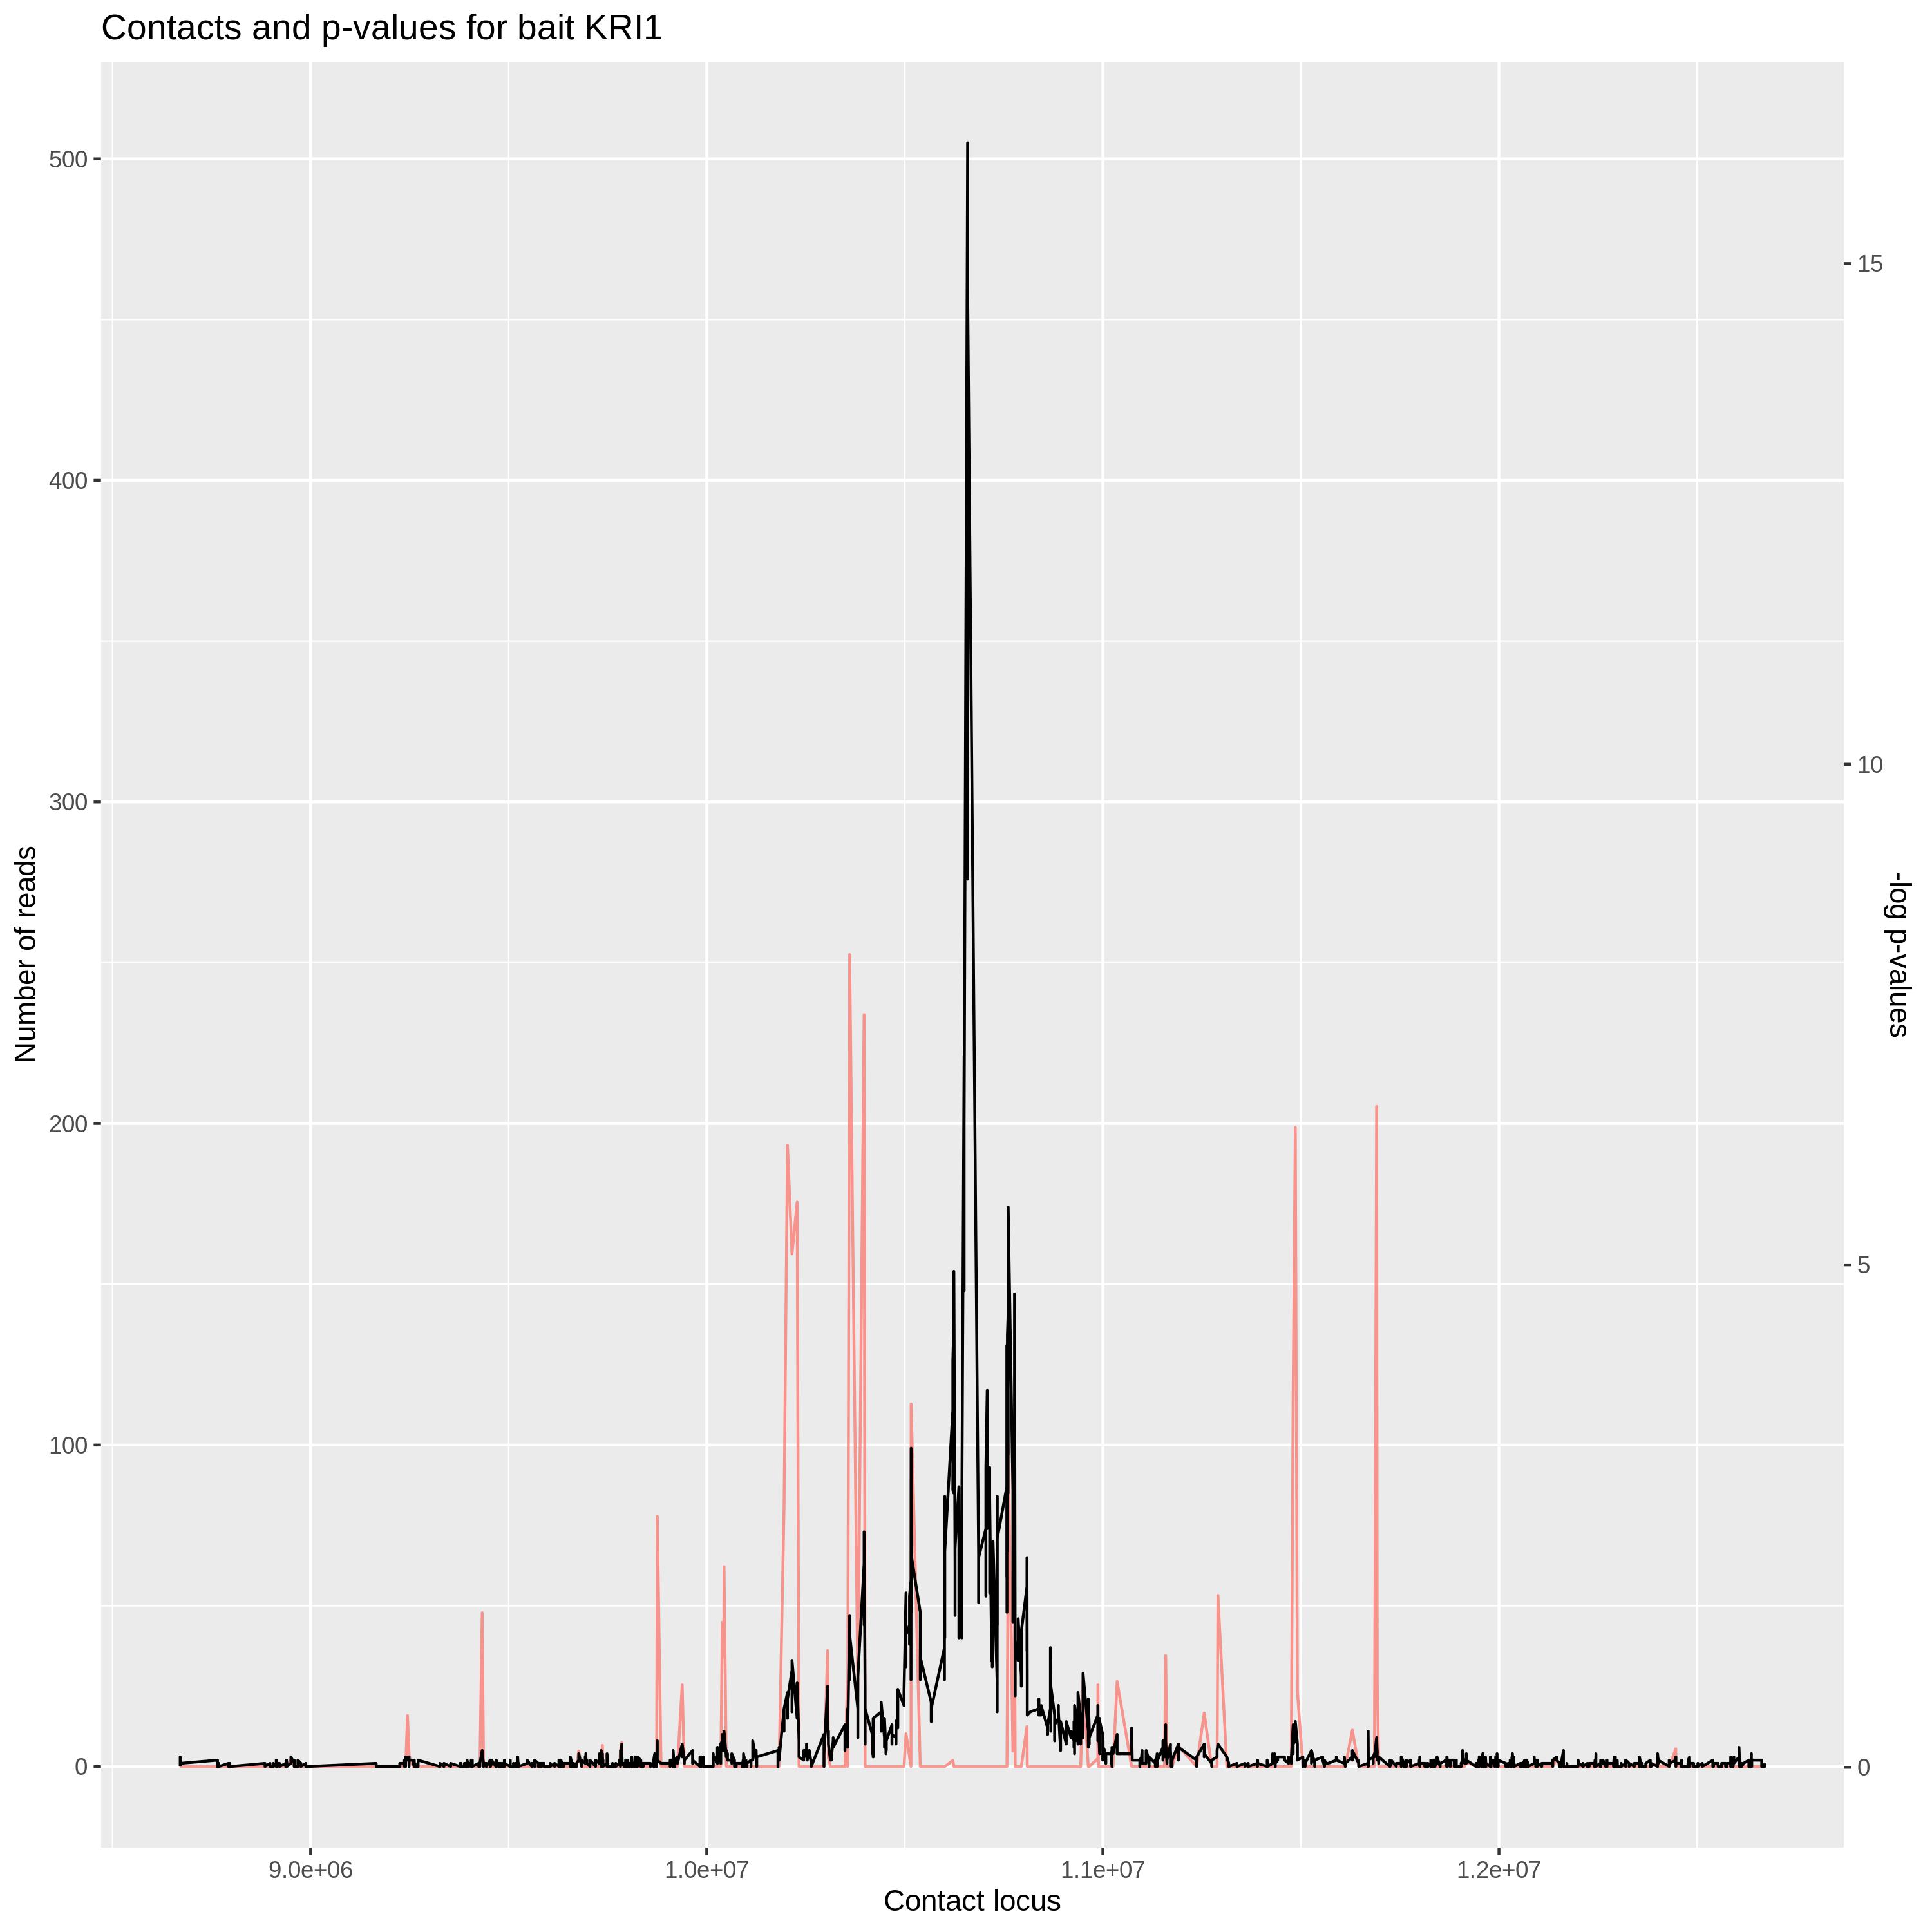 Contacts and p-values for bait KRI1
500
400
300
200
100
0
Number of reads
15
10
5
0
-log p-values
9.0e+06 1.0e+07 1.1e+07 1.2e+07
Contact locus